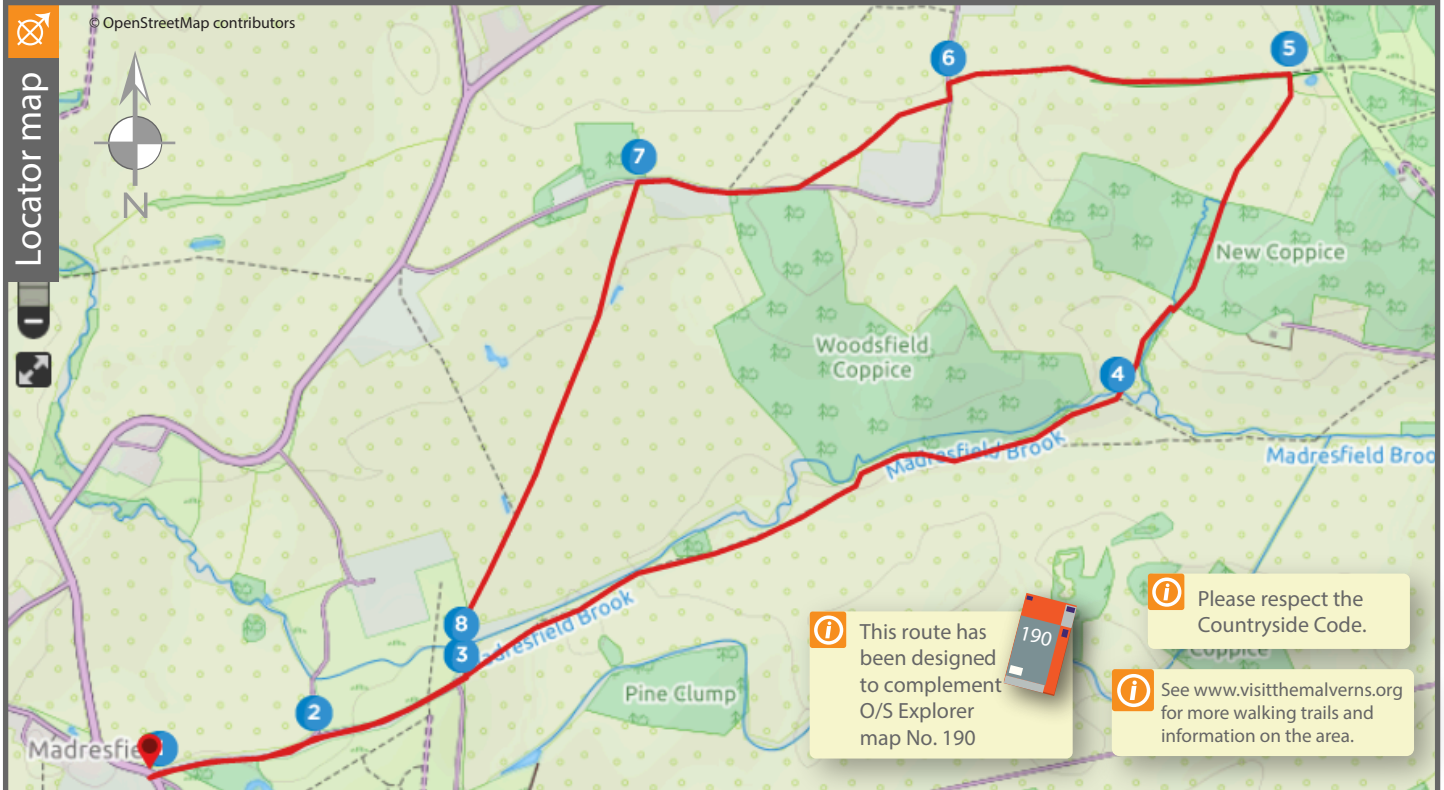 © OpenStreetMap contributors
Locator map
N
6
5
7
New Coppice
Woodsfield
Coppice
4
Madresfield Brook
Madresfield Broo
8
3
adresfield Brook
2
Pine Clump
Madresfie
This route has
been designed
to complement
O/S Explorer
map No. 190
190
Please respect the
Countryside Code.
Coppice
See www.visitthemalverns.org
for more walking trails and
information on the area.